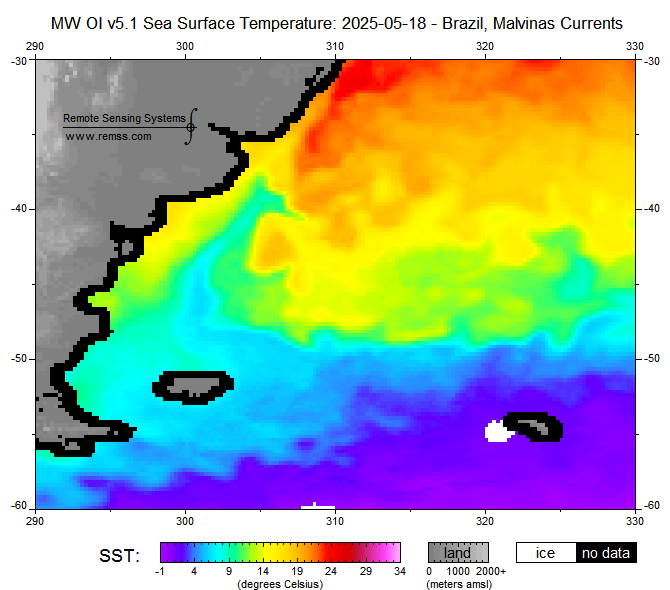 MW OI v5.1 Sea Surface Temperature: 2025-05-18 - Brazil, Malvinas Currents
290 300 310 320 330
-30 -30
Remote Sensing Systems
www.remss.com
-40 -40
-50 -50
-60 -60
290 300 310 320 330
SST: land ice no data
-1 4 9 14 19 24 29 34 0 1000 2000+
(degrees Celsius) (meters amsl)